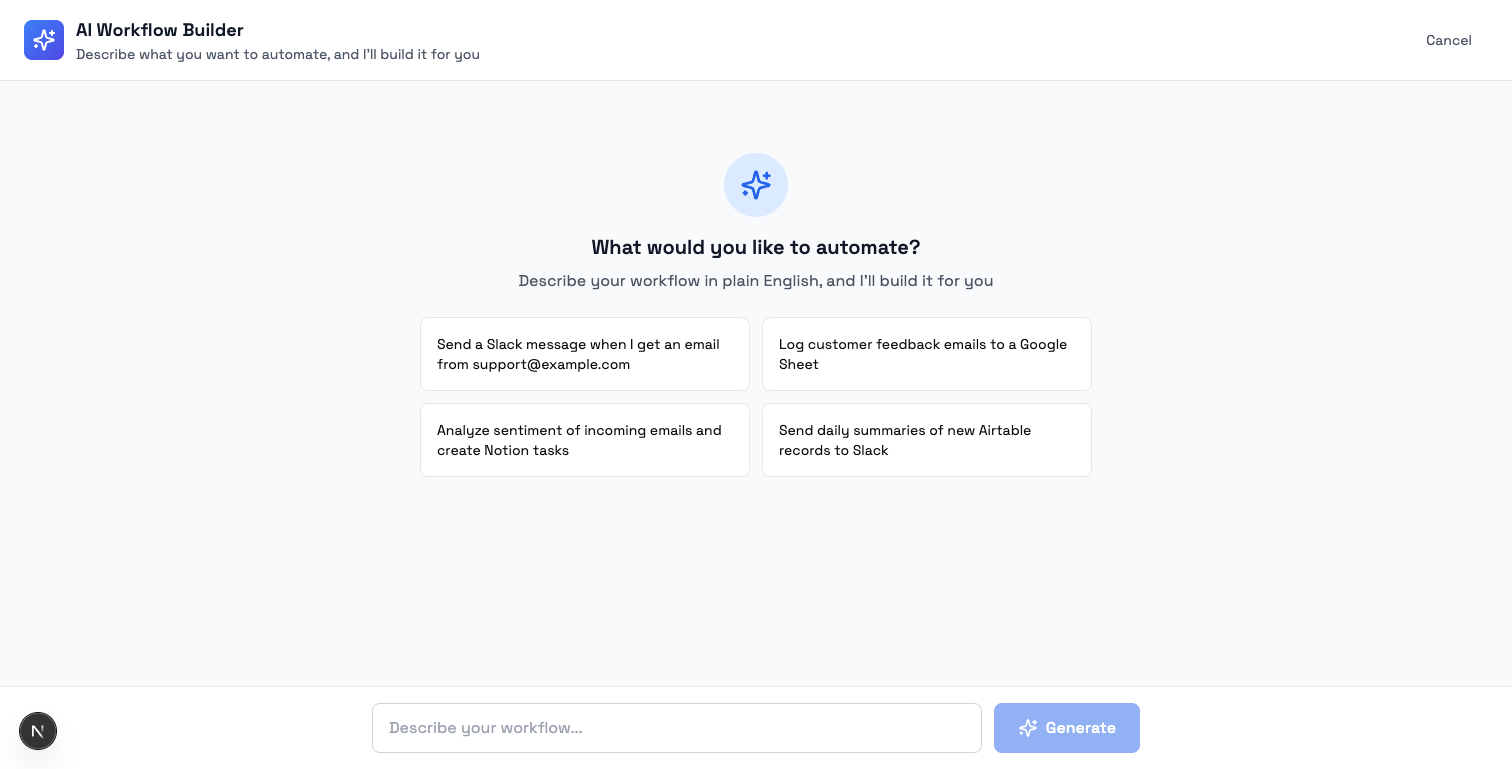 AI Workflow Builder
Describe what you want to automate, and I'll build it for you
Cancel
What would you like to automate?
Describe your workflow in plain English, and I'll build it for you
Send a Slack message when I get an email
from support@example.com
Log customer feedback emails to a Google
Sheet
Analyze sentiment of incoming emails and
create Notion tasks
Send daily summaries of new Airtable
records to Slack
Describe your workflow...
Generate
N